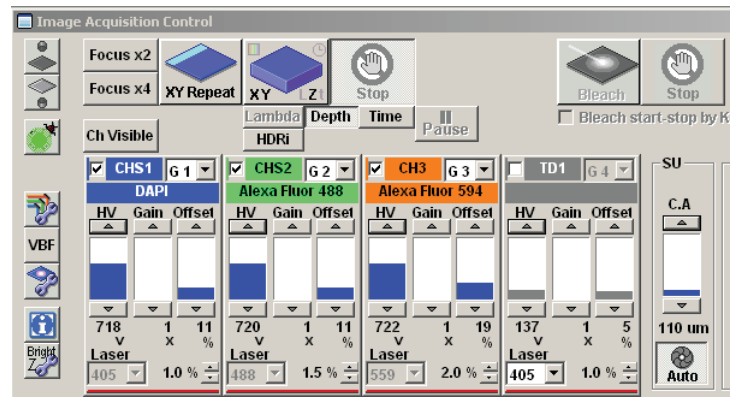 Image Acquisition Control
Focus x2
Focus x4
XY Repeat
XY LZt
Stop
Bleach
Stop
Lambda Depth Time
HDRi
Pause
Bleach start-stop by K
Ch Visible
CHS1 G 1
DAPI
HV Gain Offset
718 1 11
V X %
Laser
405 1.0 %
CHS2 G 2
Alexa Fluor 488
HV Gain Offset
720 1 11
V X %
Laser
488 1.5 %
CH3 G 3
Alexa Fluor 594
HV Gain Offset
722 1 19
V X %
Laser
559 2.0 %
TD1 G 4
HV Gain Offset
137 1 5
V X %
Laser
405 1.0 %
SU
C.A
110 um
Auto
VBF
Bright
Z